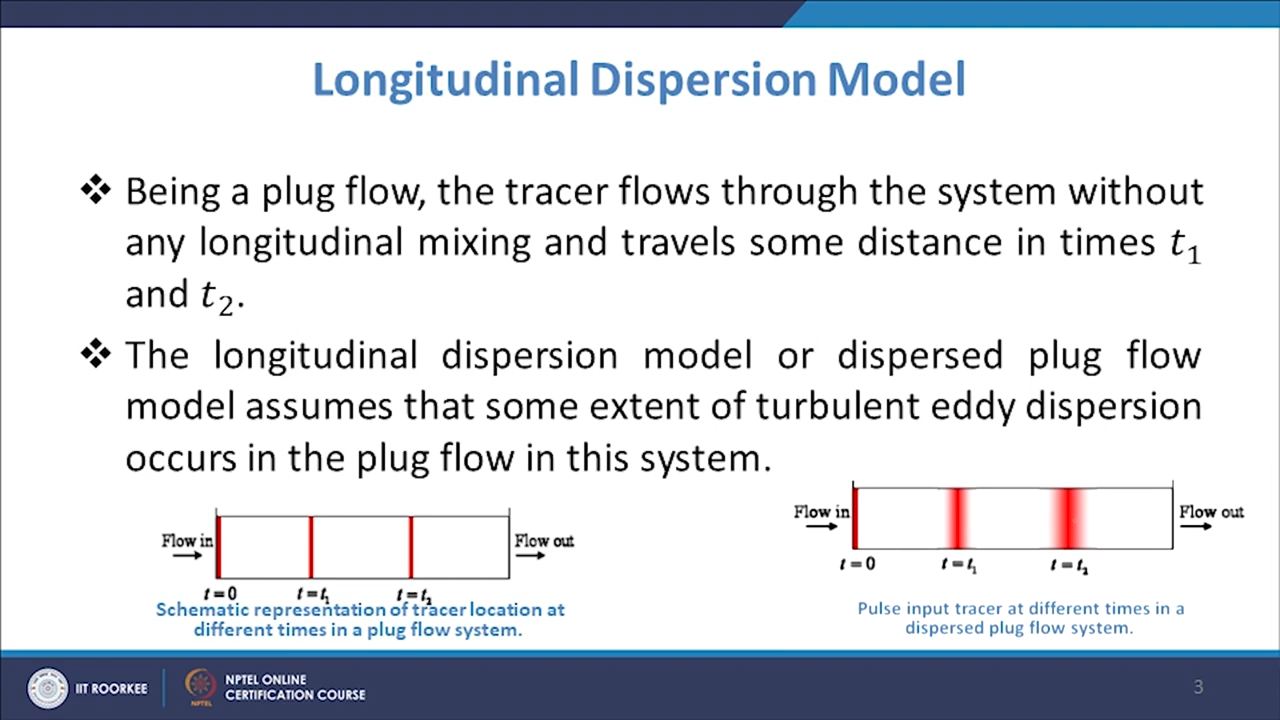 Longitudinal Dispersion Model
❖ Being a plug flow, the tracer flows through the system without
any longitudinal mixing and travels some distance in times t₁
and t₂.
❖ The longitudinal dispersion model or dispersed plug flow
model assumes that some extent of turbulent eddy dispersion
occurs in the plug flow in this system.
Flow in
Flow out
t = 0
t = t₁
t = t₂
Schematic representation of tracer location at
different times in a plug flow system.
Flow in
Flow out
t = 0
t = t₁
t = t₂
Pulse input tracer at different times in a
dispersed plug flow system.
IIT ROORKEE
NPTEL
NPTEL ONLINE
CERTIFICATION COURSE
3